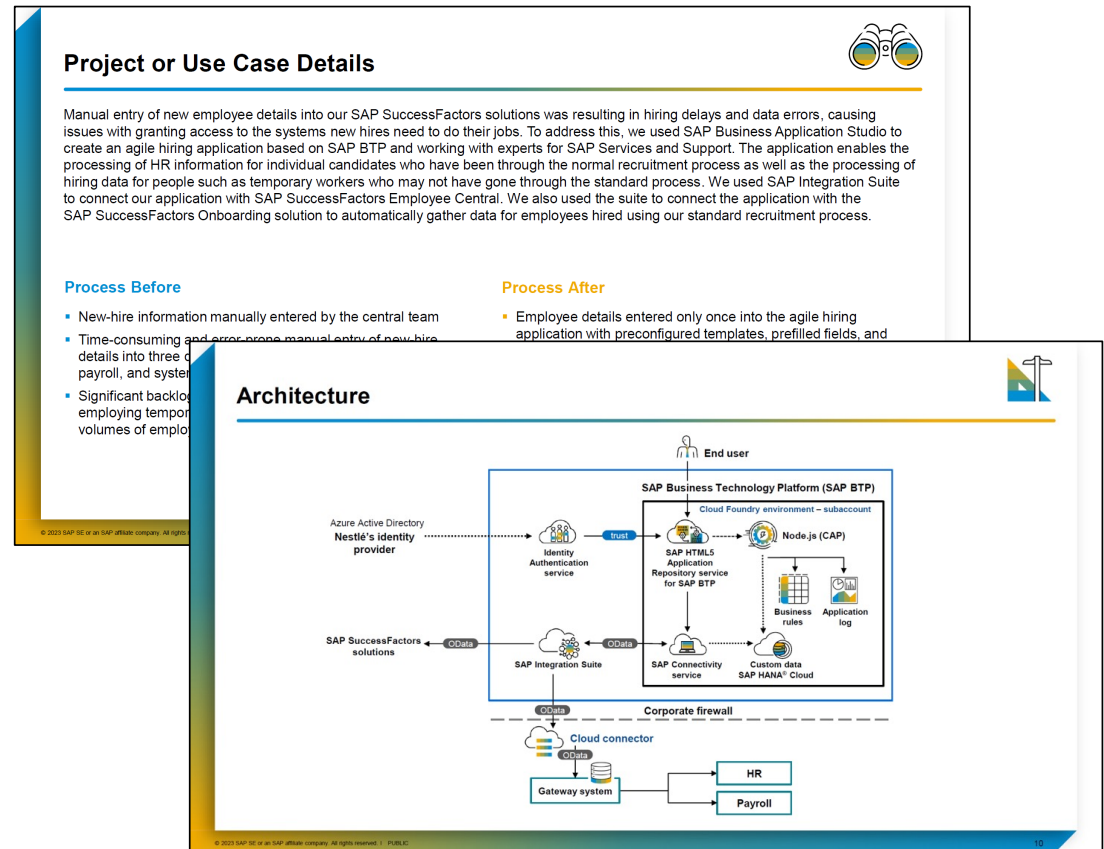 Project or Use Case Details
Manual entry of new employee details into our SAP SuccessFactors solutions was resulting in hiring delays and data errors, causing
issues with granting access to the systems new hires need to do their jobs. To address this, we used SAP Business Application Studio to
create an agile hiring application based on SAP BTP and working with experts for SAP Services and Support. The application enables the
processing of HR information for individual candidates who have been through the normal recruitment process as well as the processing of
hiring data for people such as temporary workers who may not have gone through the standard process. We used SAP Integration Suite
to connect our application with SAP SuccessFactors Employee Central. We also used the suite to connect the application with the
SAP SuccessFactors Onboarding solution to automatically gather data for employees hired using our standard recruitment process.
Process Before
▪ New-hire information manually entered by the central team
▪ Time-consuming and error-prone manual entry of new-hire
details into three
payroll, and
▪ Significant
employing
volumes of
Process After
▪ Employee details entered only once into the agile hiring
application with preconfigured templates, prefilled fields, and
© 2023 SAP SE or an SAP affiliate company. All rights
Architecture
End user
SAP Business Technology Platform (SAP BTP)
Cloud Foundry environment – subaccount
Azure Active Directory
Nestlé's identity
provider
Identity
Authentication
service
trust
SAP HTML5
Application
Repository service
for SAP BTP
Node.js (CAP)
Business
rules
Application
log
SAP SuccessFactors
solutions
OData
SAP Integration Suite
OData
SAP Connectivity
service
Custom data
SAP HANA® Cloud
OData
Corporate firewall
Cloud connector
OData
Gateway system
HR
Payroll
© 2023 SAP SE or an SAP affiliate company. All rights reserved. I PUBLIC
10